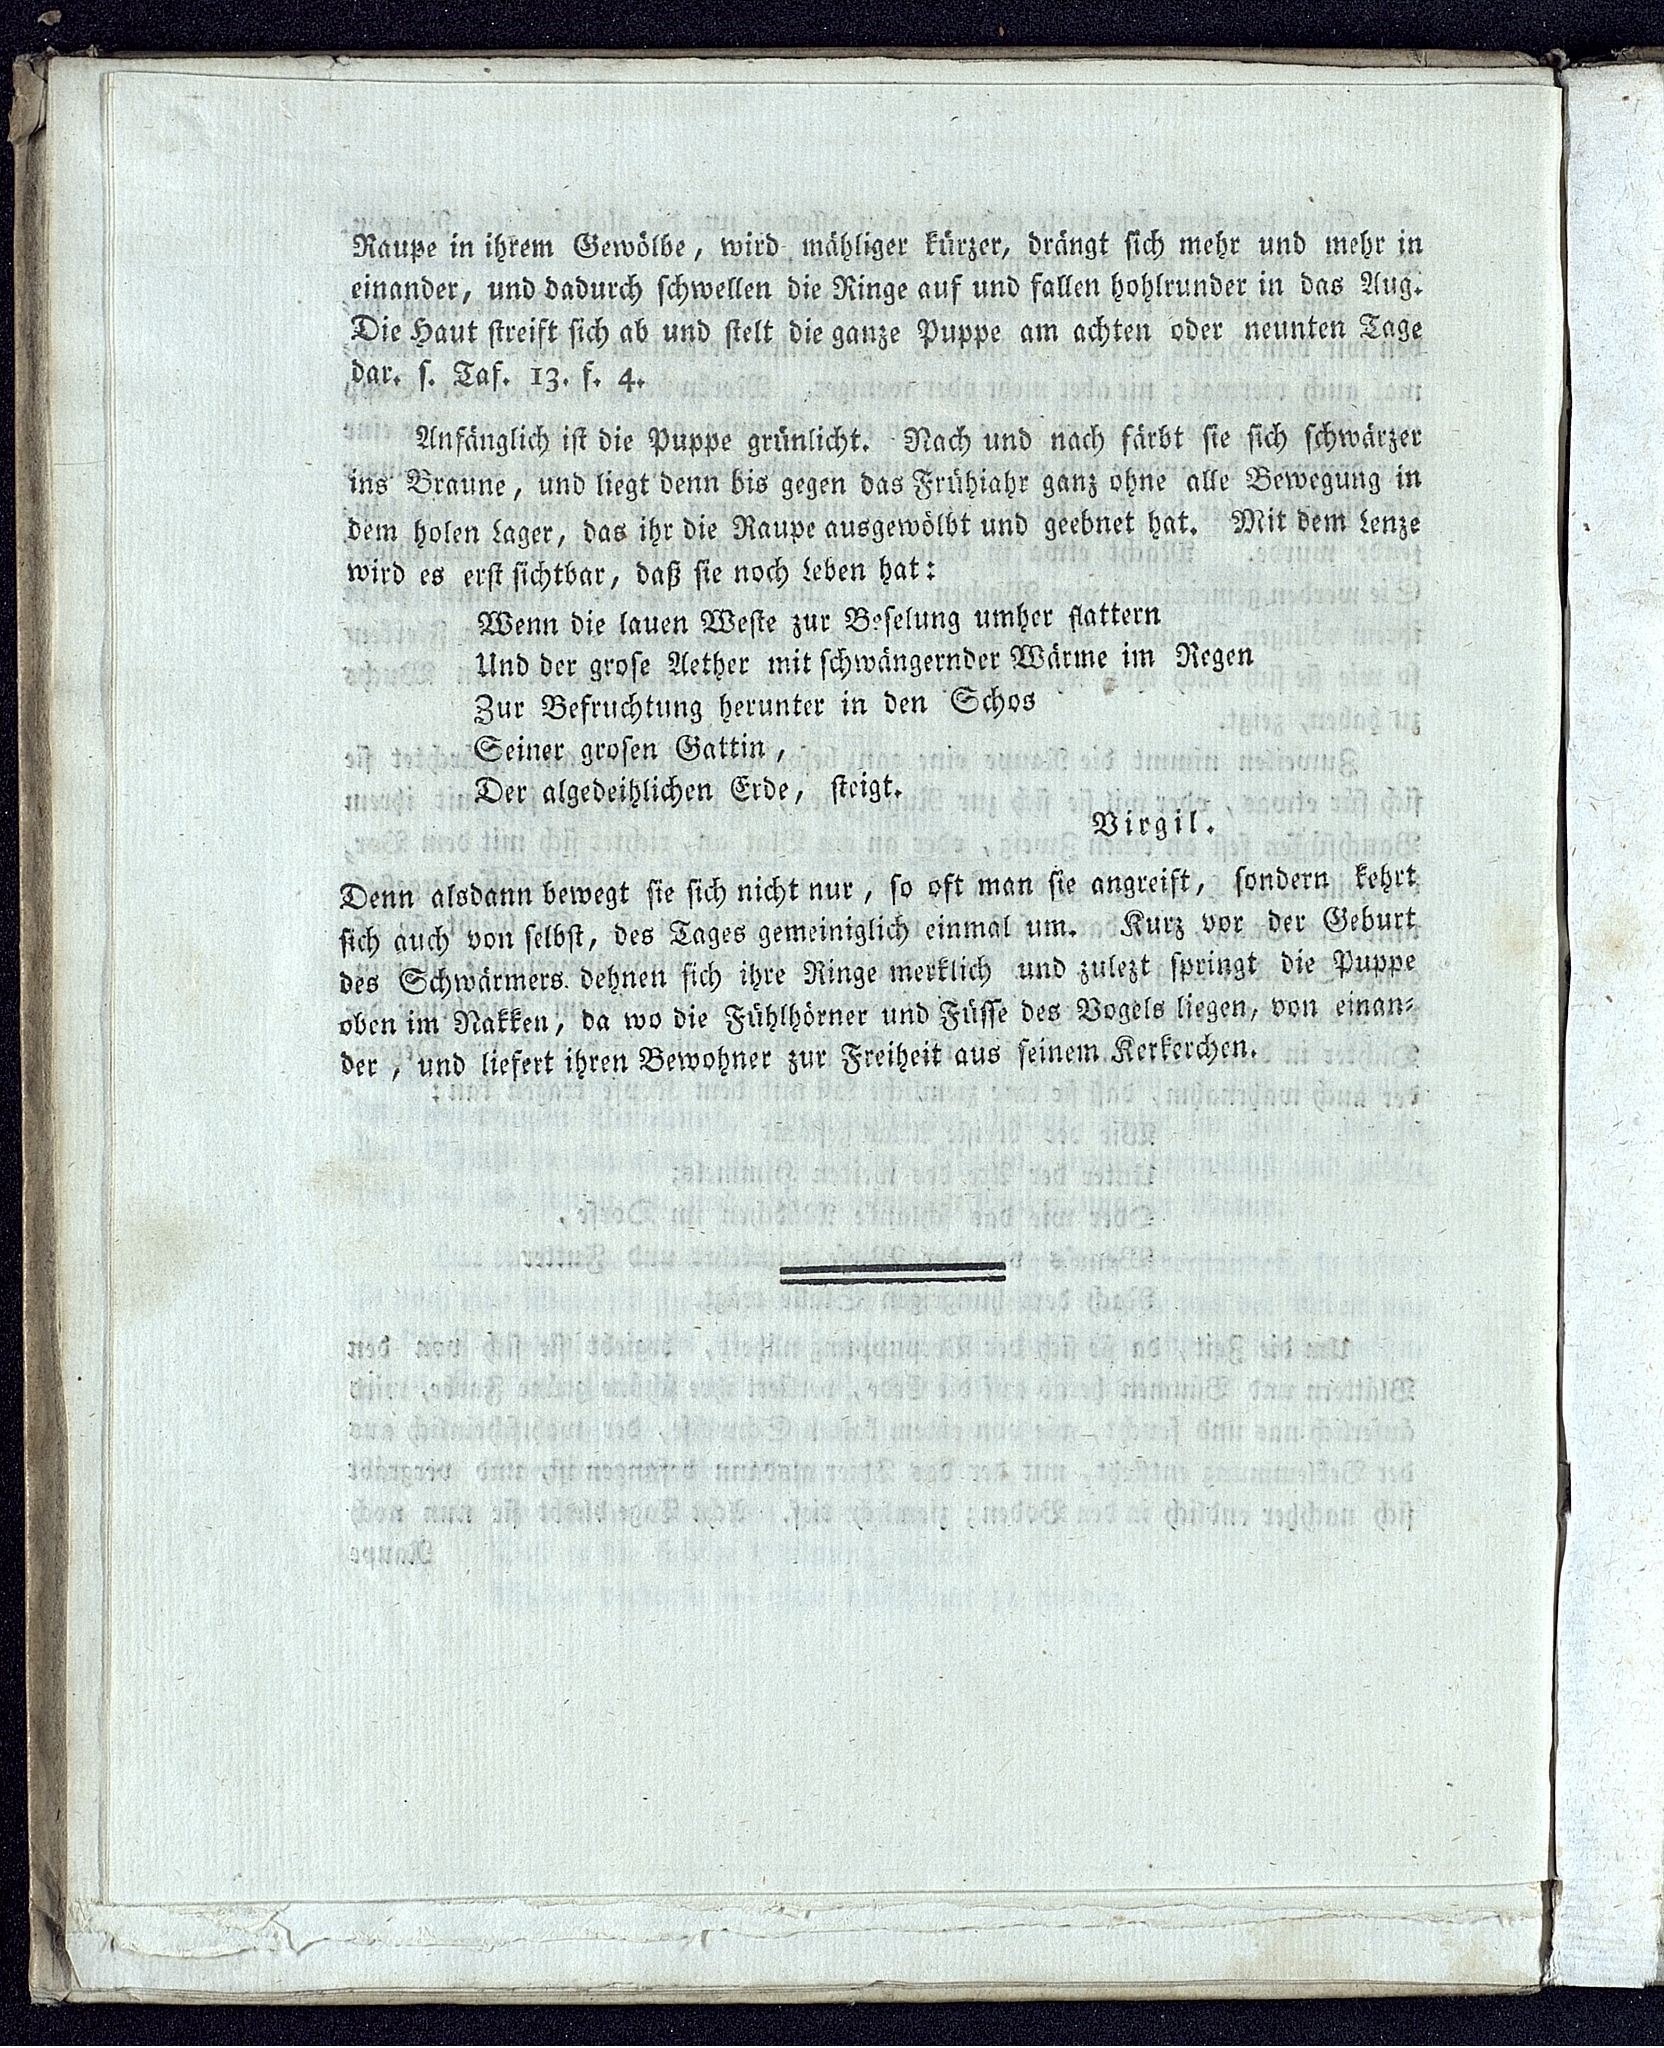 Raupe in ihrem Gewölbe, wird mähliger kürzer, drängt sich mehr und mehr in
einander, und dadurch schwellen die Ringe auf und fallen hohlrunder in das Aug.
Die Haut streift sich ab und stelt die ganze Puppe am achten oder neunten Tage
dar. s. Taf. 13. f. 4.
Anfänglich ist die Puppe grünlicht. Nach und nach färbt sie sich schwärzer
ins Braune, und liegt denn bis gegen das Frühjahr ganz ohne alle Bewegung in
dem holen Lager, das ihr die Raupe ausgewölbt und geebnet hat. Mit dem Lenze
wird es erst sichtbar, daß sie noch Leben hat:
Wenn die lauen Weste zur Beselung umher flattern
Und der grose Aether mit schwängernder Wärme im Regen
Zur Befruchtung herunter in den Schos
Seiner grosen Gattin,
Der algedeihlichen Erde, steigt.
Virgil.
Denn alsdann bewegt sie sich nicht nur, so oft man sie angreift, sondern kehrt
sich auch von selbst, des Tages gemeiniglich einmal um. Kurz vor der Geburt
des Schwärmers dehnen sich ihre Ringe merklich und zulezt springt die Puppe
oben im Nakken, da wo die Fühlhörner und Füsse des Vogels liegen, von einan-
der, und liefert ihren Bewohner zur Freiheit aus seinem Kerkerchen.